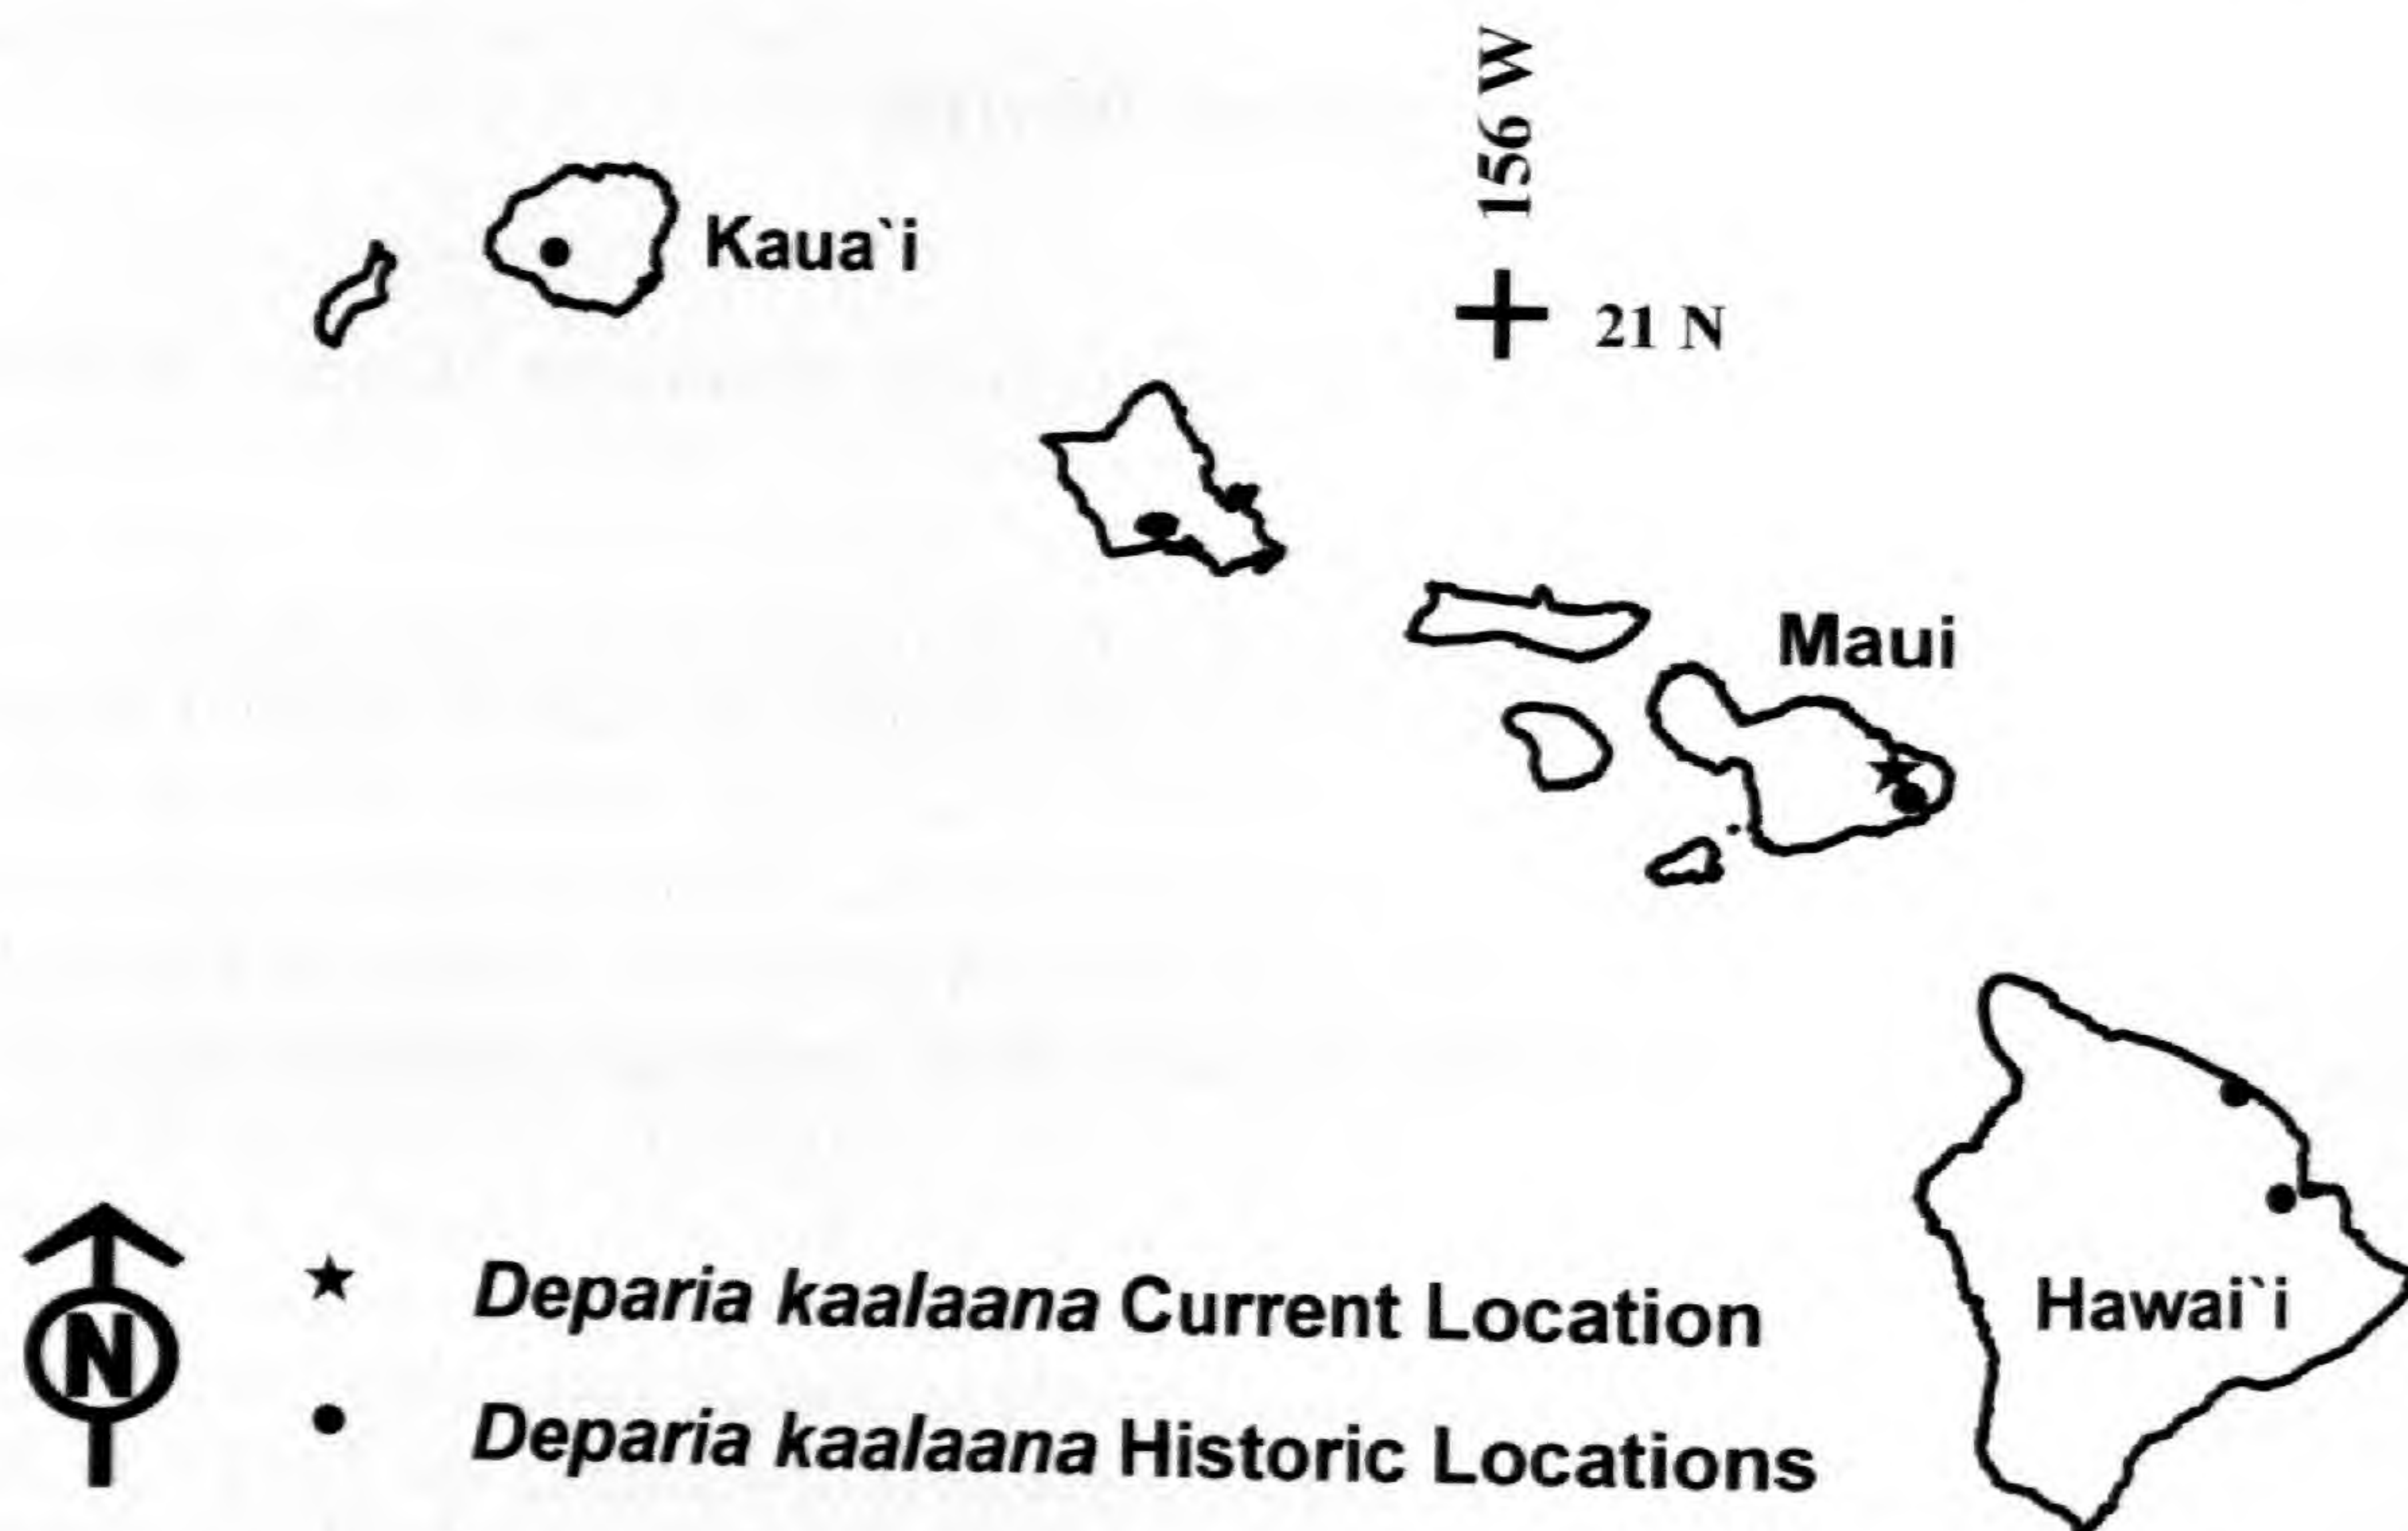 156 W
Kaua`i
21 N
Maui
Hawai`i
N
Deparia kaalaana Current Location
Deparia kaalaana Historic Locations